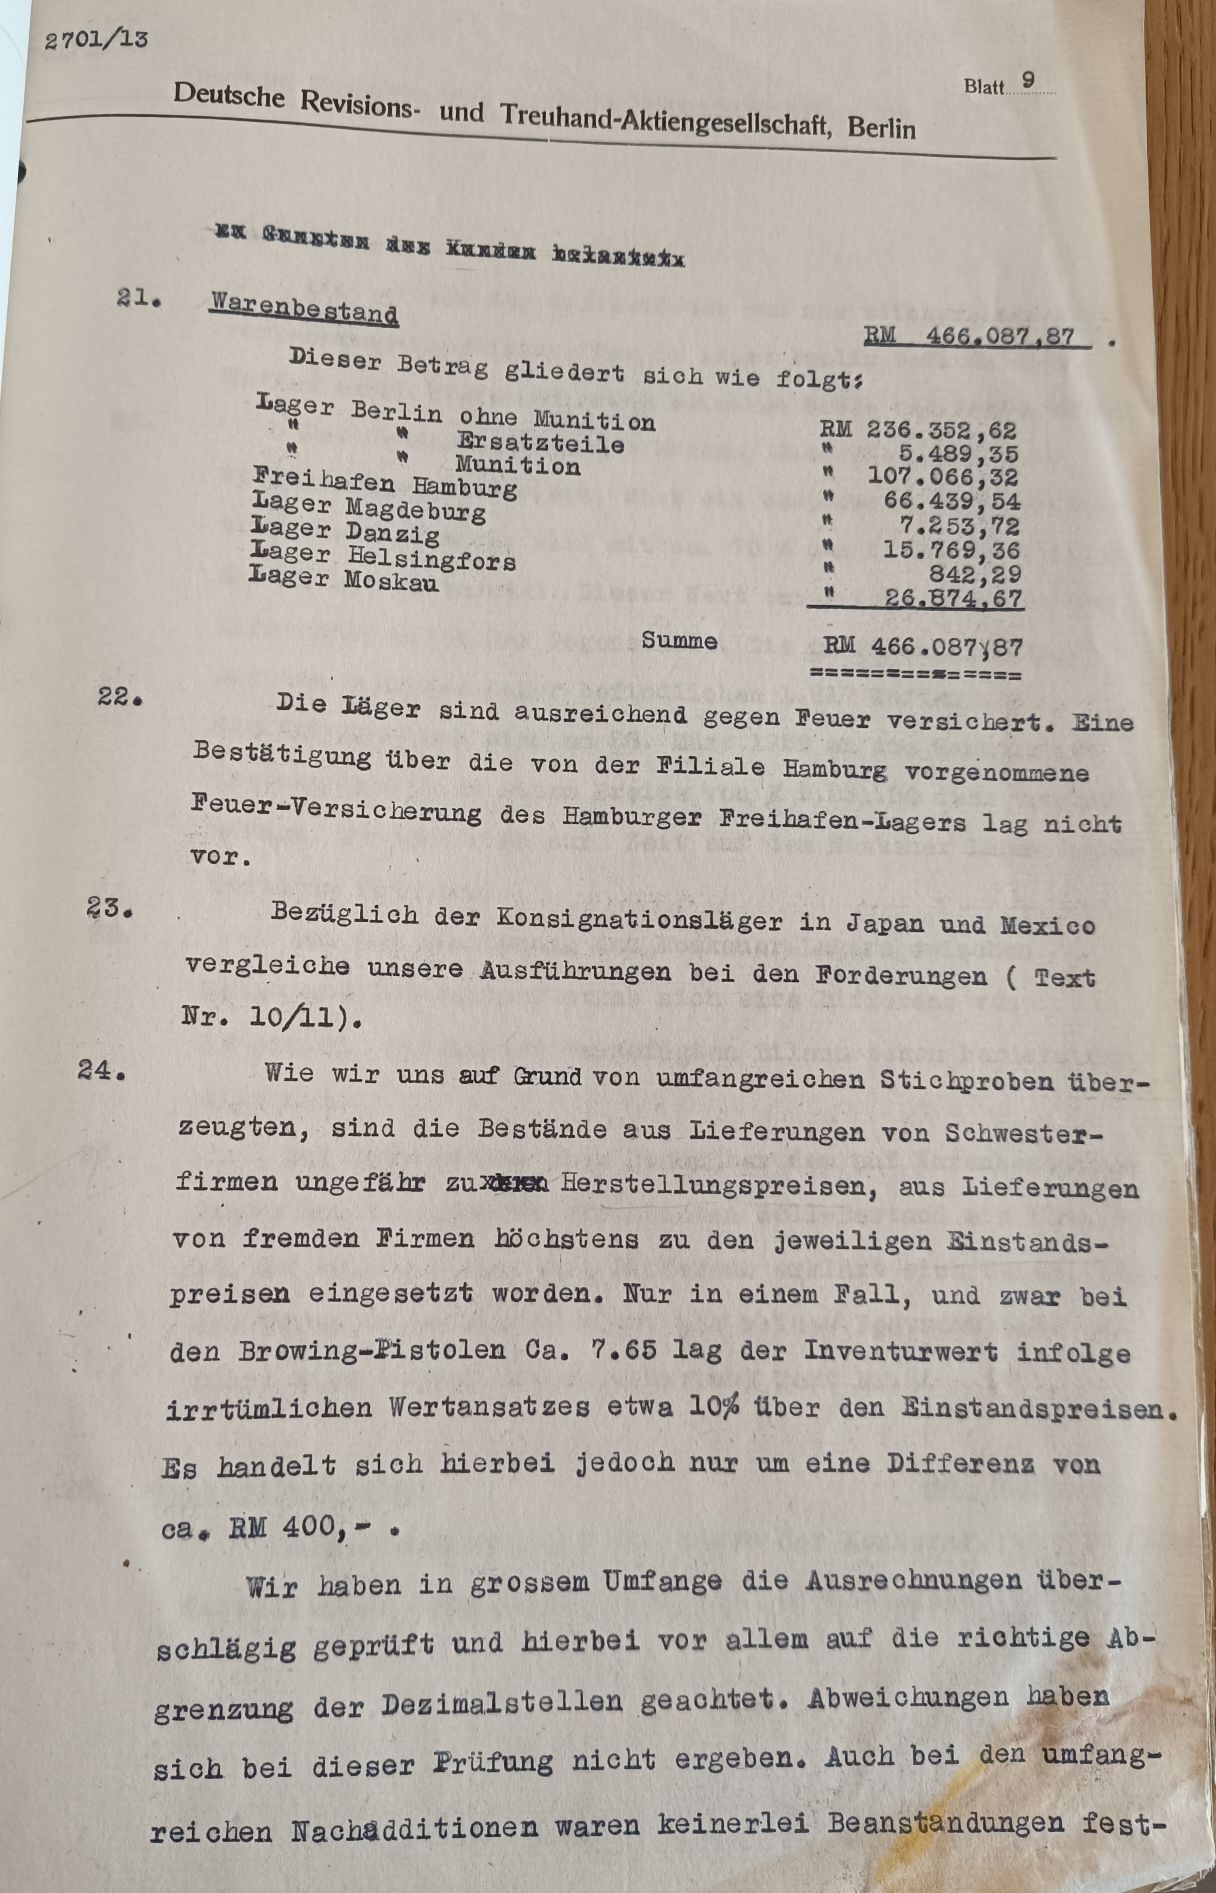 2701/13
Blatt 9
Deutsche Revisions- und Treuhand-Aktiengesellschaft, Berlin
zu Gunsten des Kunden belastet.
21. Warenbestand
RM 466.087,87 .
Dieser Betrag gliedert sich wie folgt:
Lager Berlin ohne Munition RM 236.352,62
" " Ersatzteile " 5.489,35
" " Munition " 107.066,32
Freihafen Hamburg " 66.439,54
Lager Magdeburg " 7.253,72
Lager Danzig " 15.769,36
Lager Helsingfors " 842,29
Lager Moskau " 26.874,67
Summe RM 466.087,87
==============
22. Die Läger sind ausreichend gegen Feuer versichert. Eine
Bestätigung über die von der Filiale Hamburg vorgenommene
Feuer-Versicherung des Hamburger Freihafen-Lagers lag nicht
vor.
23. Bezüglich der Konsignationsläger in Japan und Mexico
vergleiche unsere Ausführungen bei den Forderungen ( Text
Nr. 10/11).
24. Wie wir uns auf Grund von umfangreichen Stichproben über-
zeugten, sind die Bestände aus Lieferungen von Schwester-
firmen ungefähr zu Herstellungspreisen, aus Lieferungen
von fremden Firmen höchstens zu den jeweiligen Einstands-
preisen eingesetzt worden. Nur in einem Fall, und zwar bei
den Browing-Pistolen Ca. 7.65 lag der Inventurwert infolge
irrtümlichen Wertansatzes etwa 10% über den Einstandspreisen.
Es handelt sich hierbei jedoch nur um eine Differenz von
ca. RM 400,- .
Wir haben in grossem Umfange die Ausrechnungen über-
schlägig geprüft und hierbei vor allem auf die richtige Ab-
grenzung der Dezimalstellen geachtet. Abweichungen haben
sich bei dieser Prüfung nicht ergeben. Auch bei den umfang-
reichen Nachadditionen waren keinerlei Beanstandungen fest-